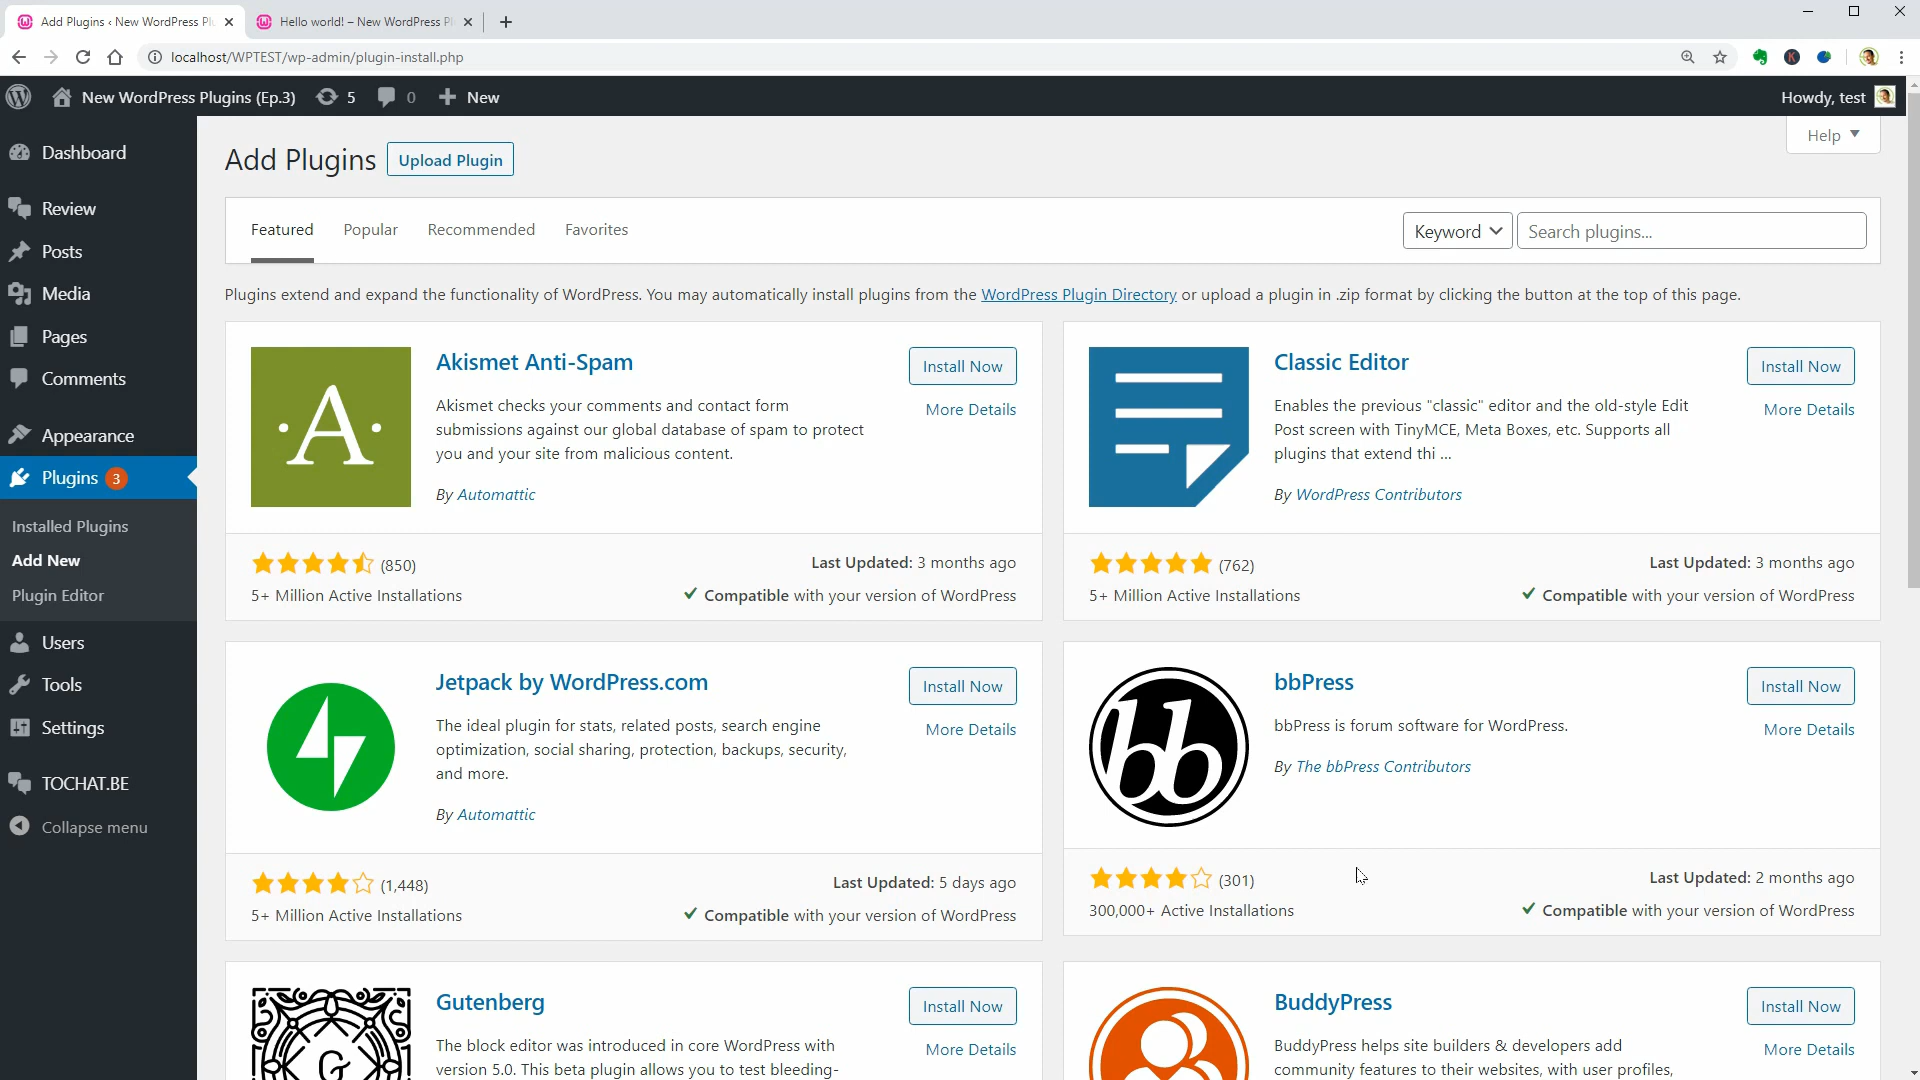 Add Plugins ‹ New WordPress Pl
Hello world! – New WordPress Pl
localhost/WPTEST/wp-admin/plugin-install.php
New WordPress Plugins (Ep.3)
5
0
New
Howdy, test
Help
Dashboard
Review
Posts
Media
Pages
Comments
Appearance
Plugins 3
Installed Plugins
Add New
Plugin Editor
Users
Tools
Settings
TOCHAT.BE
Collapse menu
Add Plugins
Upload Plugin
Featured
Popular
Recommended
Favorites
Keyword
Search plugins...
Plugins extend and expand the functionality of WordPress. You may automatically install plugins from the WordPress Plugin Directory or upload a plugin in .zip format by clicking the button at the top of this page.
A
Akismet Anti-Spam
Install Now
More Details
Akismet checks your comments and contact form
submissions against our global database of spam to protect
you and your site from malicious content.
By Automattic
(850)
Last Updated: 3 months ago
5+ Million Active Installations
Compatible with your version of WordPress
Classic Editor
Install Now
More Details
Enables the previous "classic" editor and the old-style Edit
Post screen with TinyMCE, Meta Boxes, etc. Supports all
plugins that extend thi ...
By WordPress Contributors
(762)
Last Updated: 3 months ago
5+ Million Active Installations
Compatible with your version of WordPress
Jetpack by WordPress.com
Install Now
More Details
The ideal plugin for stats, related posts, search engine
optimization, social sharing, protection, backups, security,
and more.
By Automattic
(1,448)
Last Updated: 5 days ago
5+ Million Active Installations
Compatible with your version of WordPress
bb
bbPress
Install Now
More Details
bbPress is forum software for WordPress.
By The bbPress Contributors
(301)
Last Updated: 2 months ago
300,000+ Active Installations
Compatible with your version of WordPress
G
Gutenberg
Install Now
More Details
The block editor was introduced in core WordPress with
version 5.0. This beta plugin allows you to test bleeding-
BuddyPress
Install Now
More Details
BuddyPress helps site builders & developers add
community features to their websites, with user profiles,